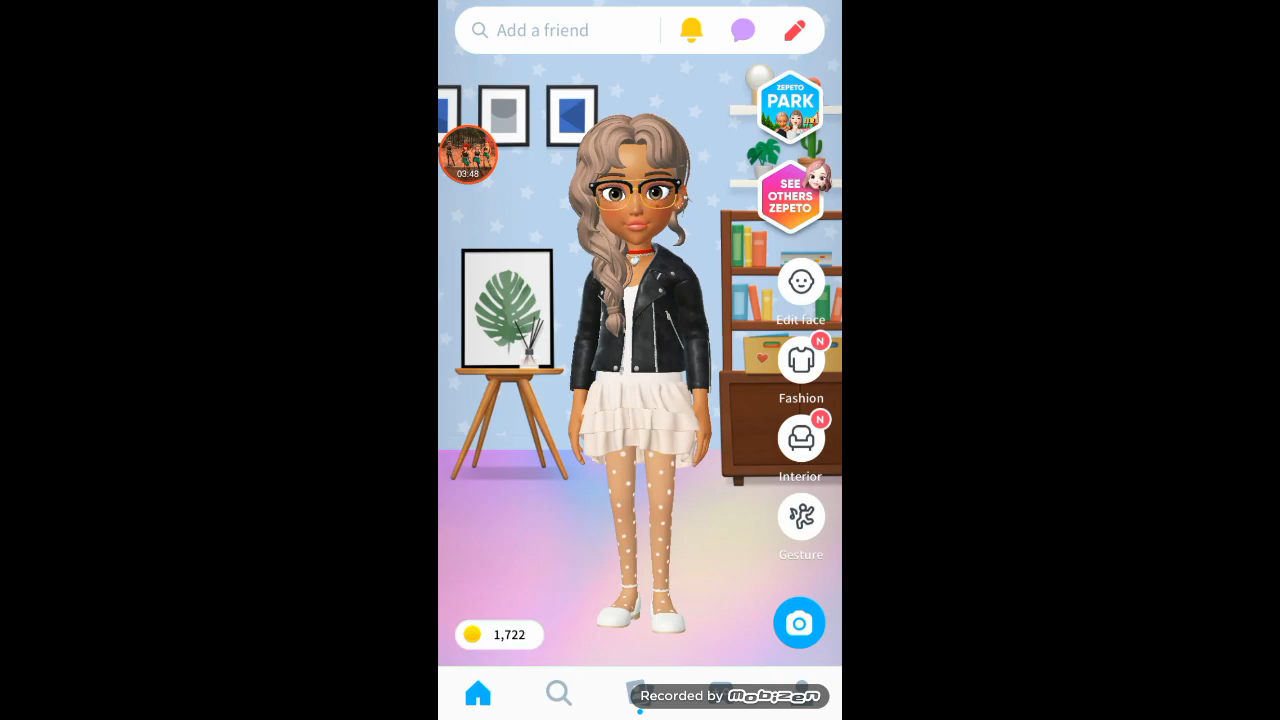 Add a friend
ZEPETO
PARK
03:48
SEE
OTHERS
ZEPETO
Edit face
N
Fashion
N
Interior
Gesture
1,722
Recorded by mobizen